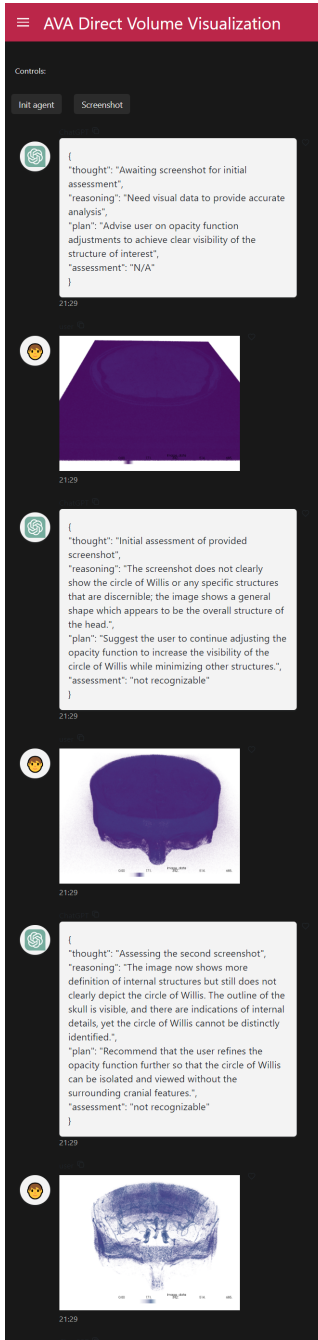 AVA Direct Volume Visualization
Controls:
Init agent Screenshot
{
"thought": "Awaiting screenshot for initial
assessment",
"reasoning": "Need visual data to provide accurate
analysis",
"plan": "Advise user on opacity function
adjustments to achieve clear visibility of the
structure of interest",
"assessment": "N/A"
}
21:29
21:29
{
"thought": "Initial assessment of provided
screenshot",
"reasoning": "The screenshot does not clearly
show the circle of Willis or any specific structures
that are discernible; the image shows a general
shape which appears to be the overall structure of
the head.",
"plan": "Suggest the user to continue adjusting the
opacity function to increase the visibility of the
circle of Willis while minimizing other structures.",
"assessment": "not recognizable"
}
21:29
21:29
{
"thought": "Assessing the second screenshot",
"reasoning": "The image now shows more
definition of internal structures but still does not
clearly depict the circle of Willis. The outline of the
skull is visible, and there are indications of internal
details, yet the circle of Willis cannot be distinctly
identified.",
"plan": "Recommend that the user refines the
opacity function further so that the circle of Willis
can be isolated and viewed without the
surrounding cranial features.",
"assessment": "not recognizable"
}
21:29
21:29